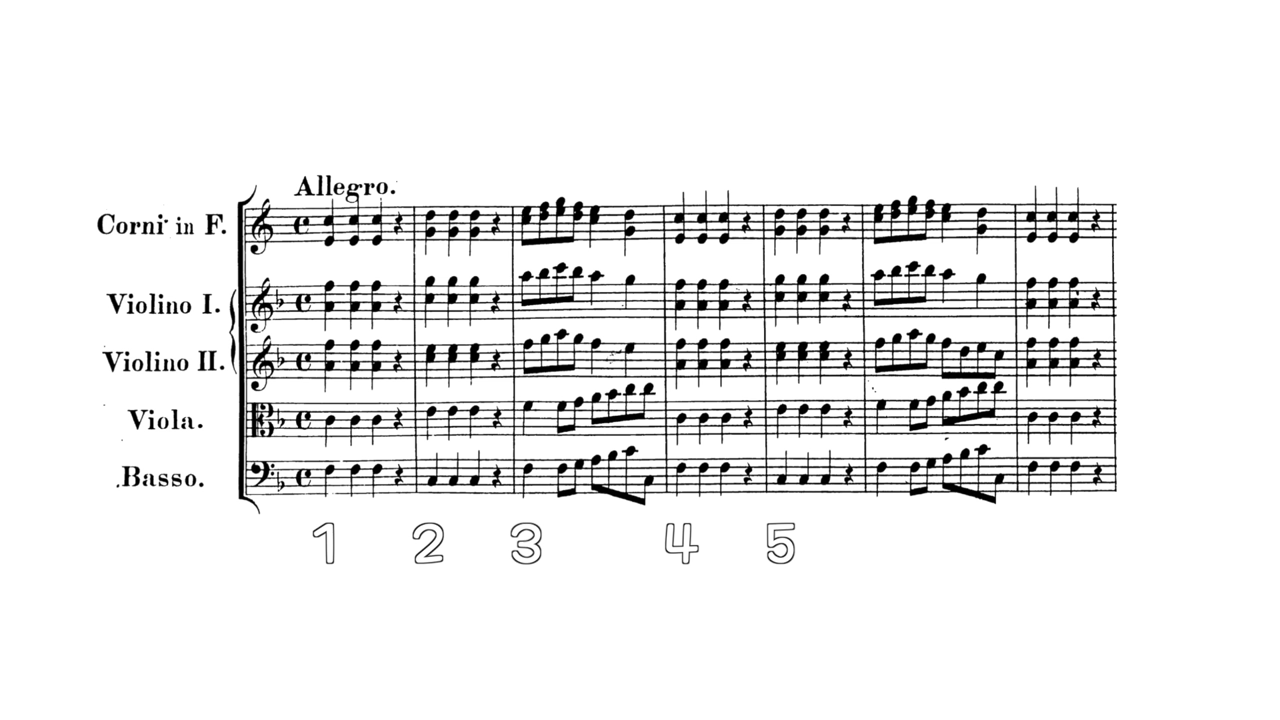 Allegro.
Corni in F.
Violino I.
Violino II.
Viola.
Basso.
1 2 3 4 5